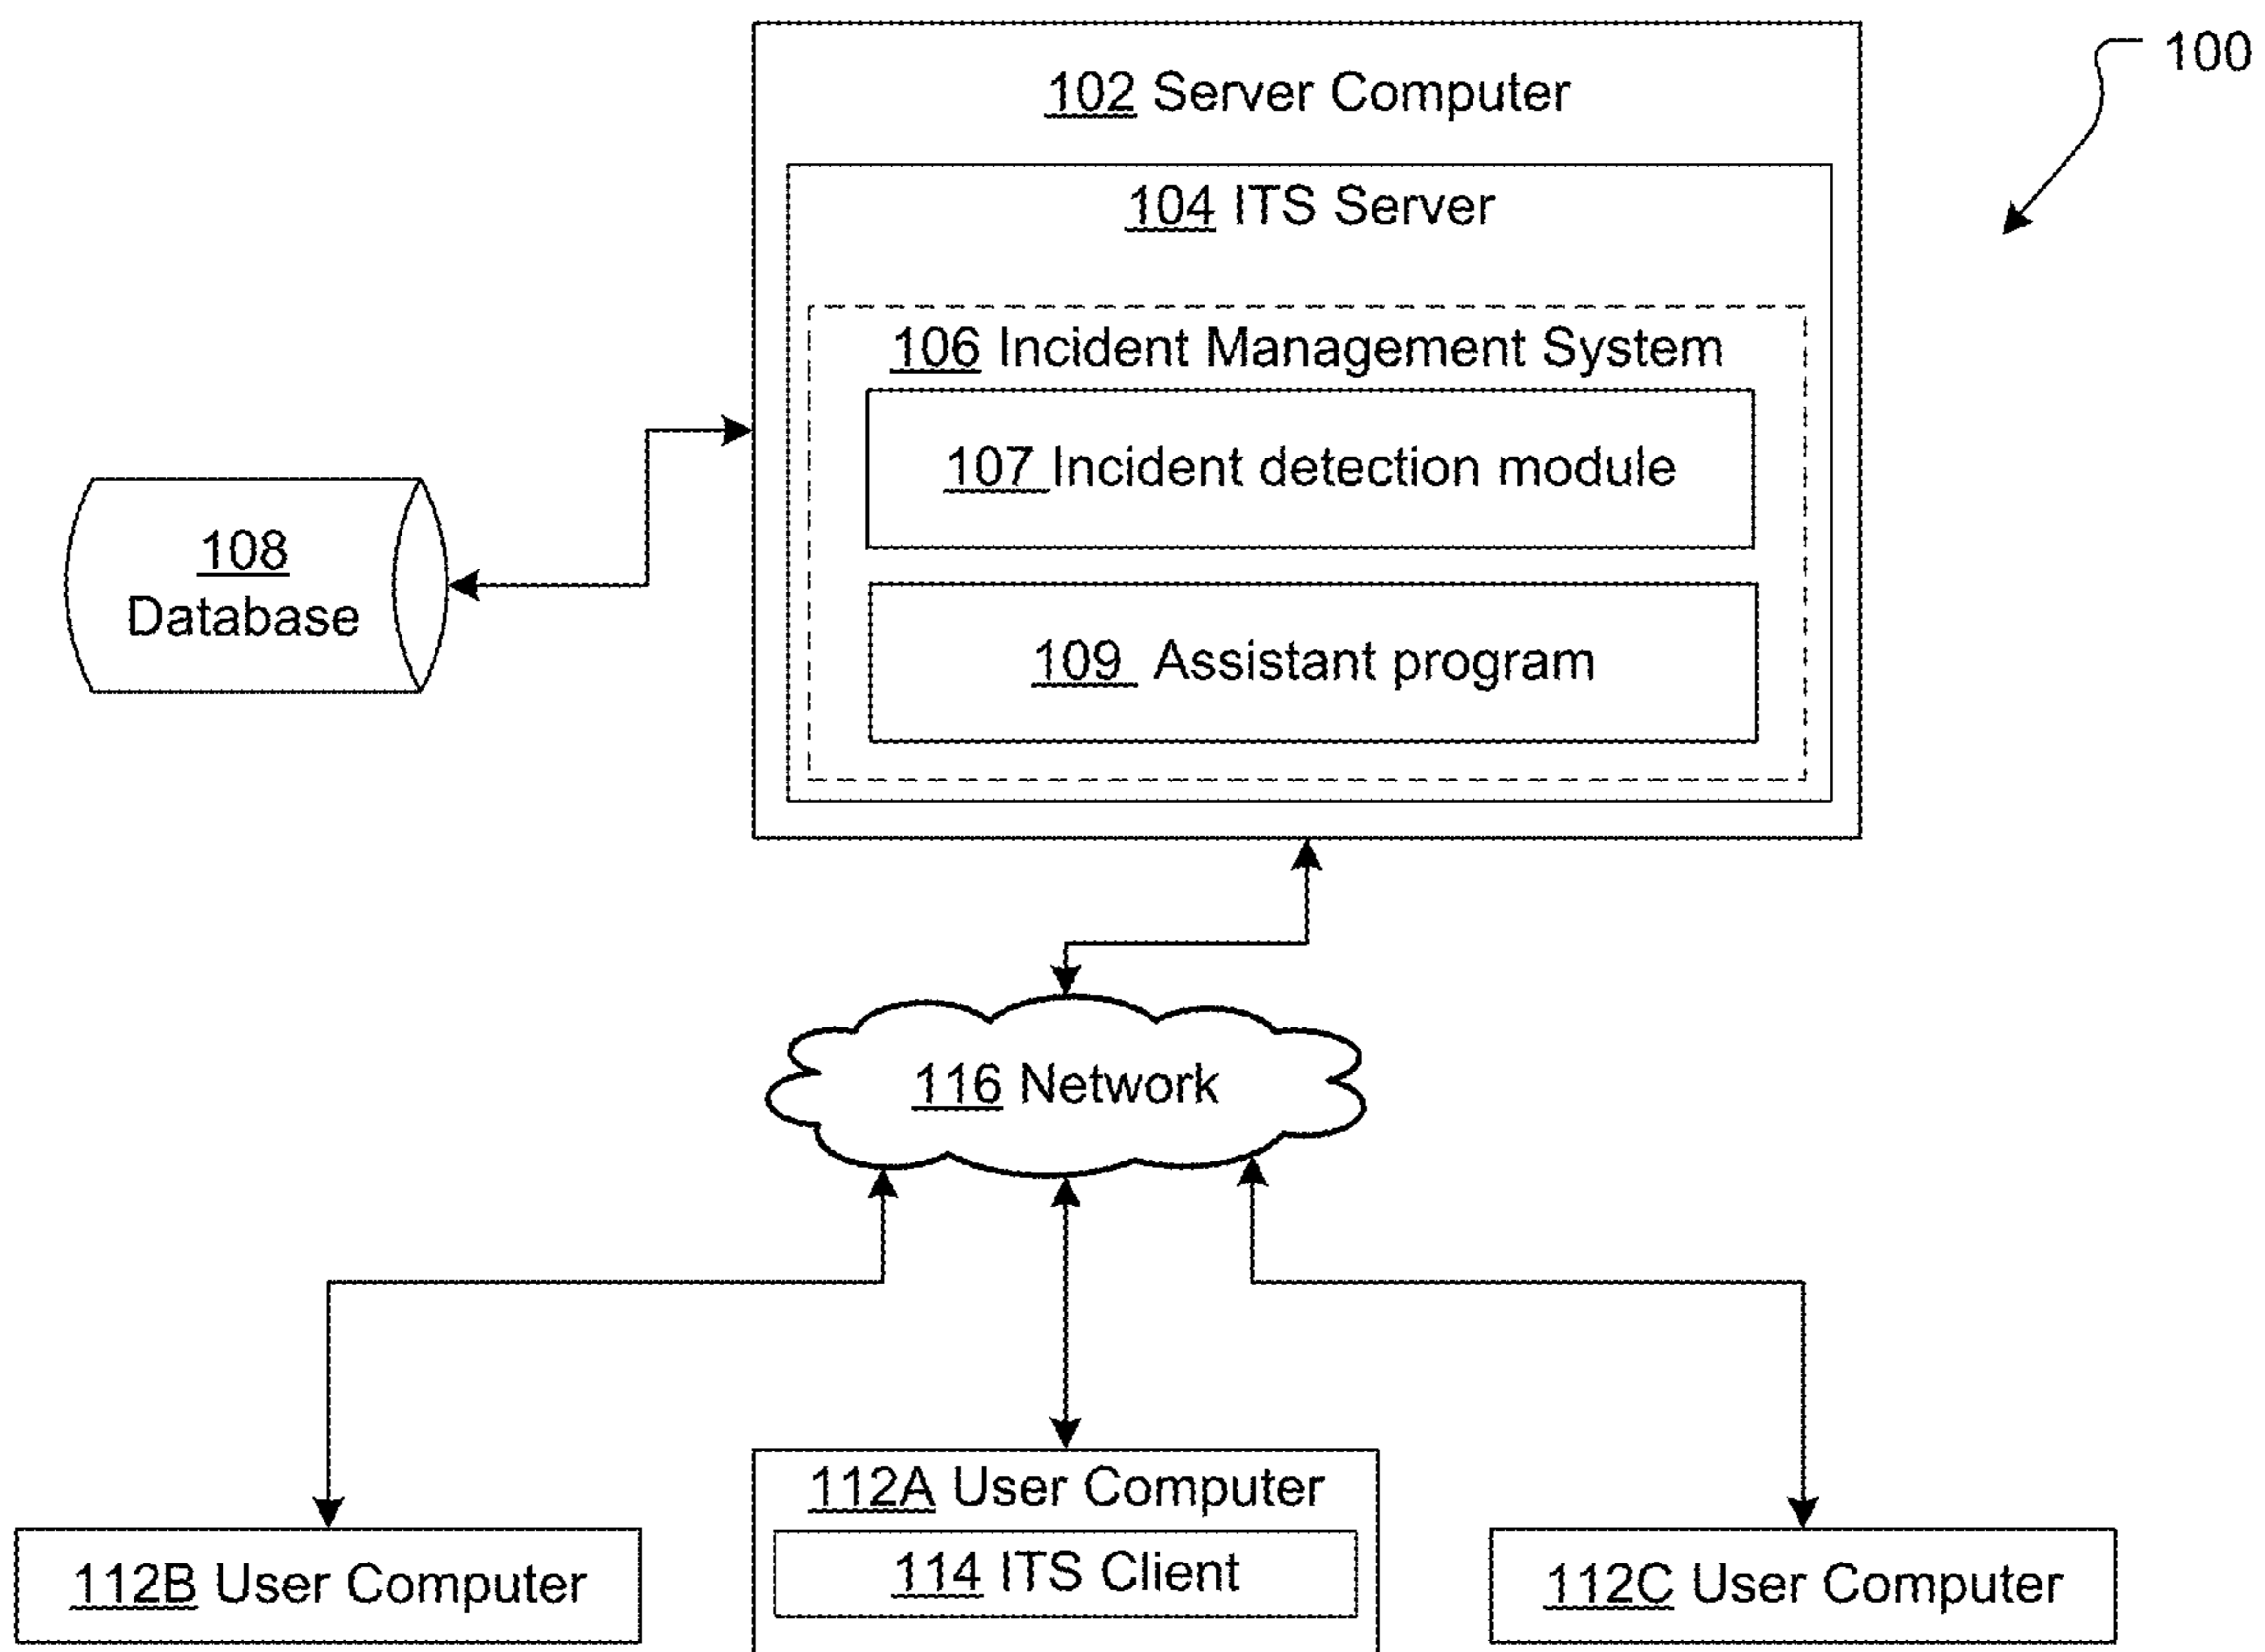 100
102 Server Computer
104 ITS Server
106 Incident Management System
107 Incident detection module
108
Database
109 Assistant program
116 Network
112A User Computer
114 ITS Client
112B User Computer
112C User Computer